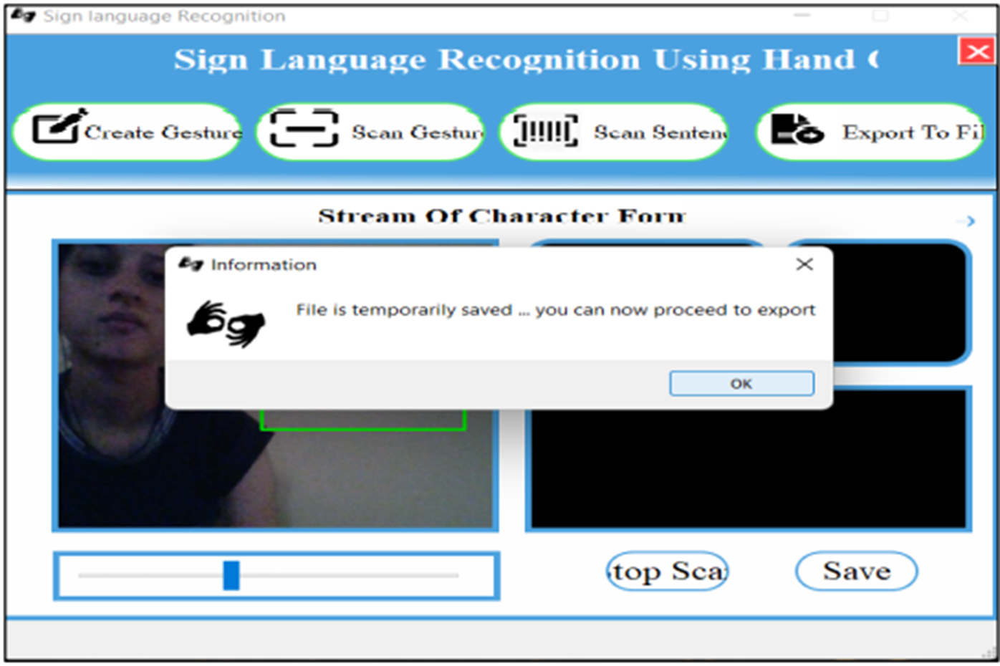 Sign language Recognition
Sign Language Recognition Using Hand
Create Gesture
Scan Gestur
Scan Senten
Export To Fil
Stream Of Character Form
Information
File is temporarily saved ... you can now proceed to export
OK
top Sca
Save